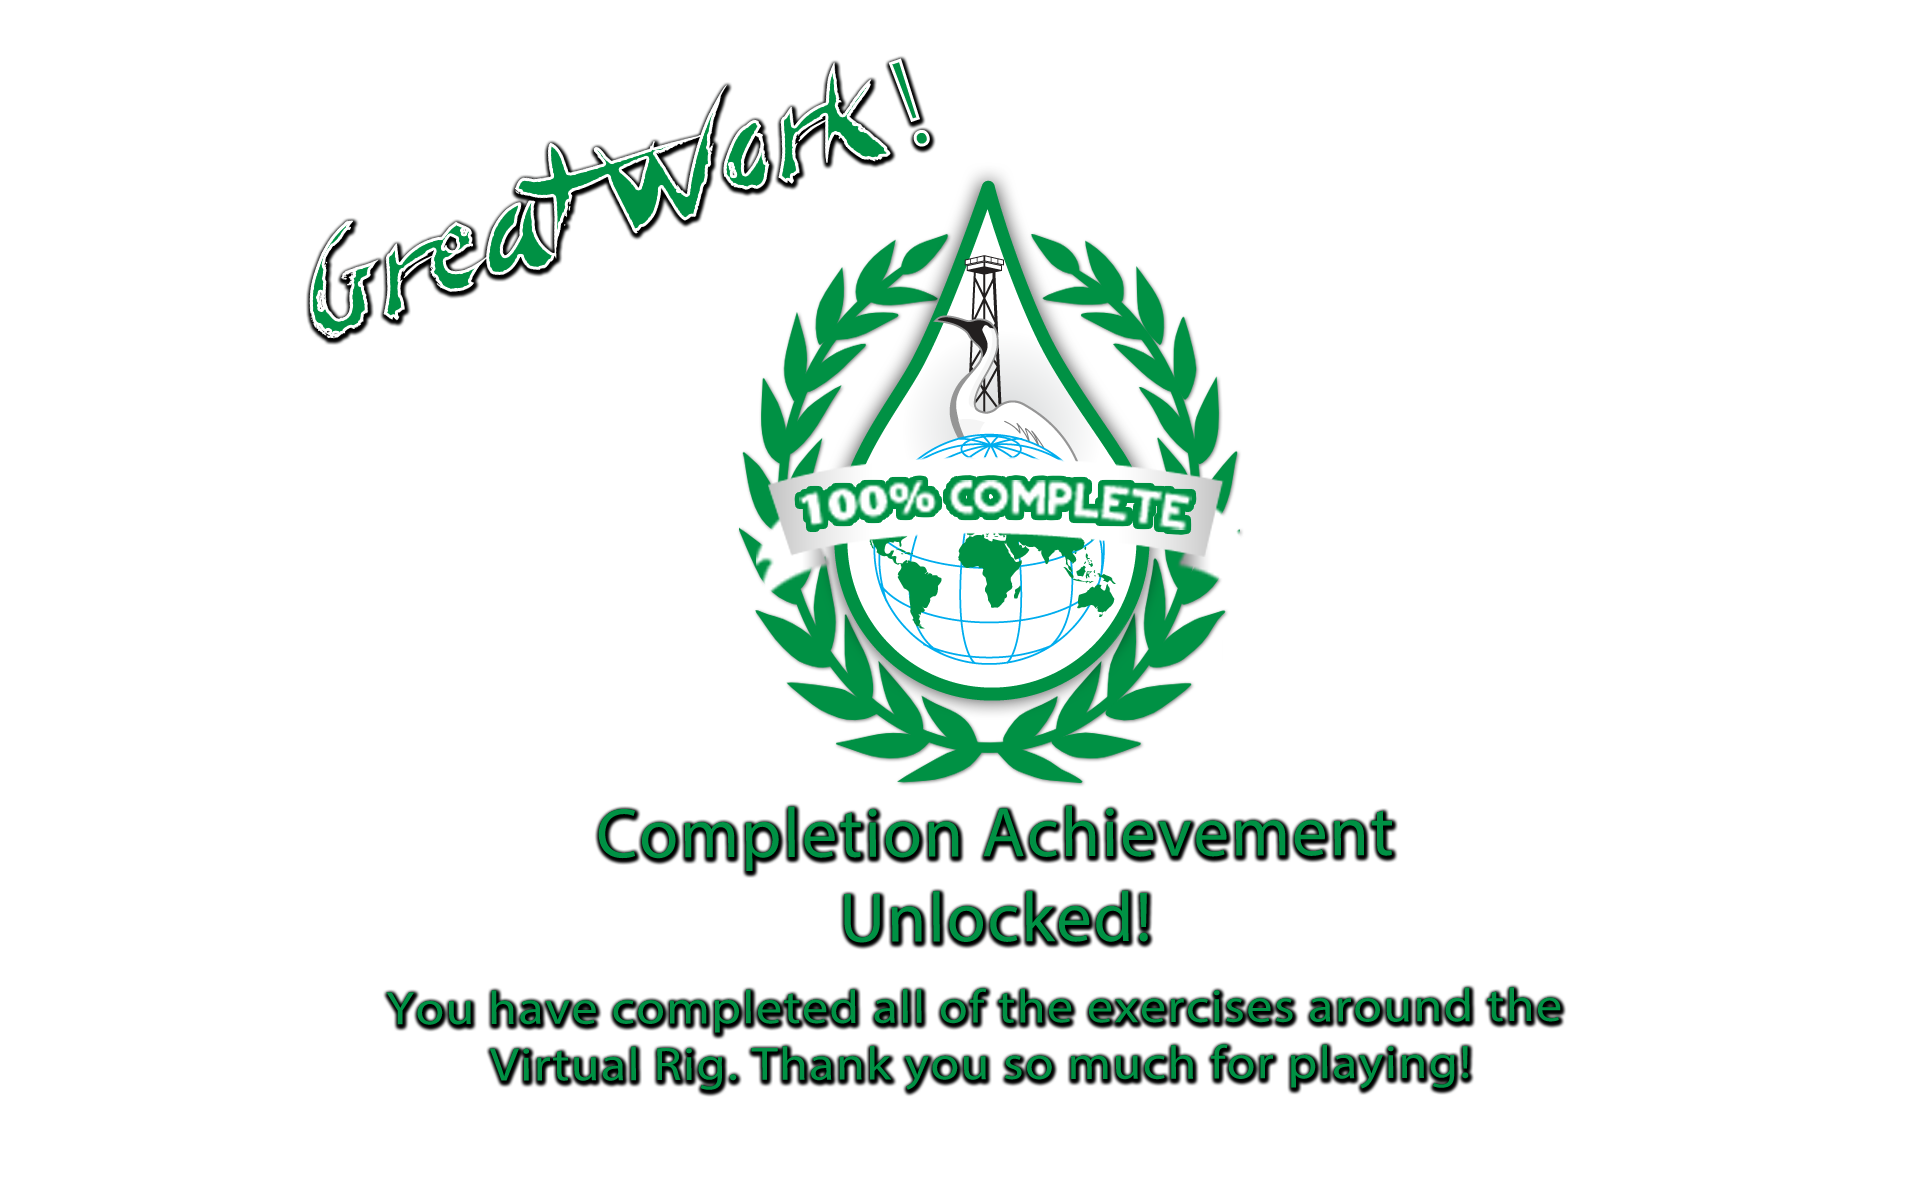 Great Work!
100% COMPLETE
Completion Achievement
Unlocked!
You have completed all of the exercises around the
Virtual Rig. Thank you so much for playing!